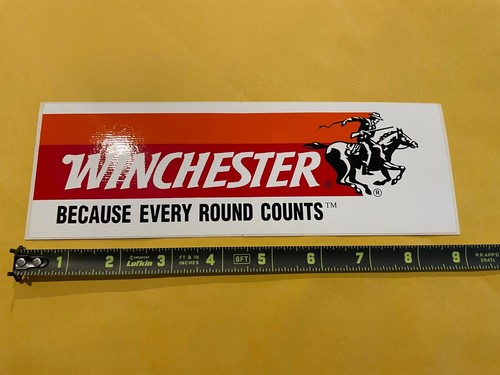 WINCHESTER®
®
BECAUSE EVERY ROUND COUNTS™
1 2 CRESCENT Lufkin 3 FT & IN INCHES 4 8FT 5 6 7 8 9